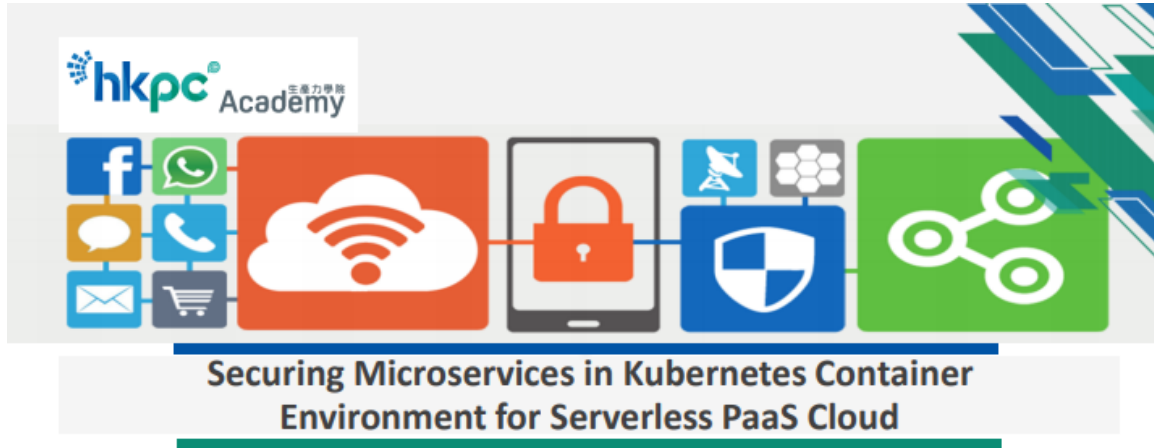 hkpc®
生產力學院
Academy
Securing Microservices in Kubernetes Container
Environment for Serverless PaaS Cloud